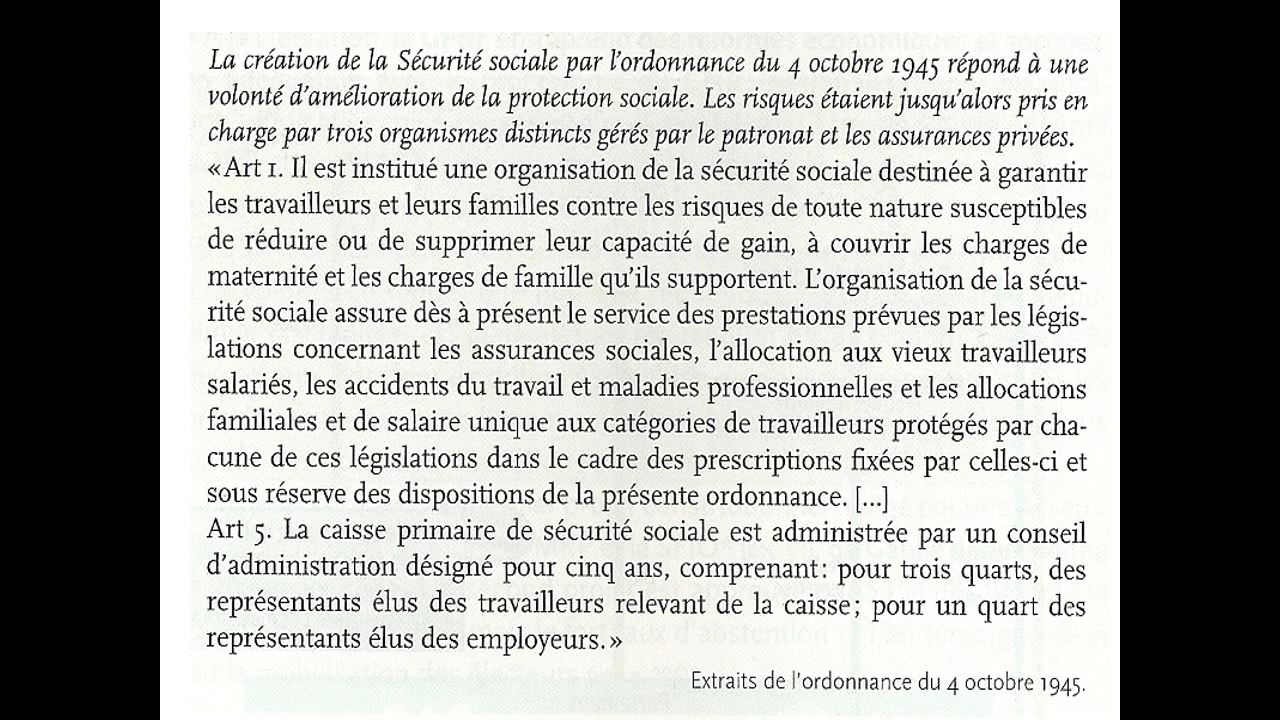 La création de la Sécurité sociale par l'ordonnance du 4 octobre 1945 répond à une
volonté d'amélioration de la protection sociale. Les risques étaient jusqu'alors pris en
charge par trois organismes distincts gérés par le patronat et les assurances privées.
« Art 1. Il est institué une organisation de la sécurité sociale destinée à garantir
les travailleurs et leurs familles contre les risques de toute nature susceptibles
de réduire ou de supprimer leur capacité de gain, à couvrir les charges de
maternité et les charges de famille qu'ils supportent. L'organisation de la sécu-
rité sociale assure dès à présent le service des prestations prévues par les légis-
lations concernant les assurances sociales, l'allocation aux vieux travailleurs
salariés, les accidents du travail et maladies professionnelles et les allocations
familiales et de salaire unique aux catégories de travailleurs protégés par cha-
cune de ces législations dans le cadre des prescriptions fixées par celles-ci et
sous réserve des dispositions de la présente ordonnance. [...]
Art 5. La caisse primaire de sécurité sociale est administrée par un conseil
d'administration désigné pour cinq ans, comprenant : pour trois quarts, des
représentants élus des travailleurs relevant de la caisse ; pour un quart des
représentants élus des employeurs. »
Extraits de l'ordonnance du 4 octobre 1945.